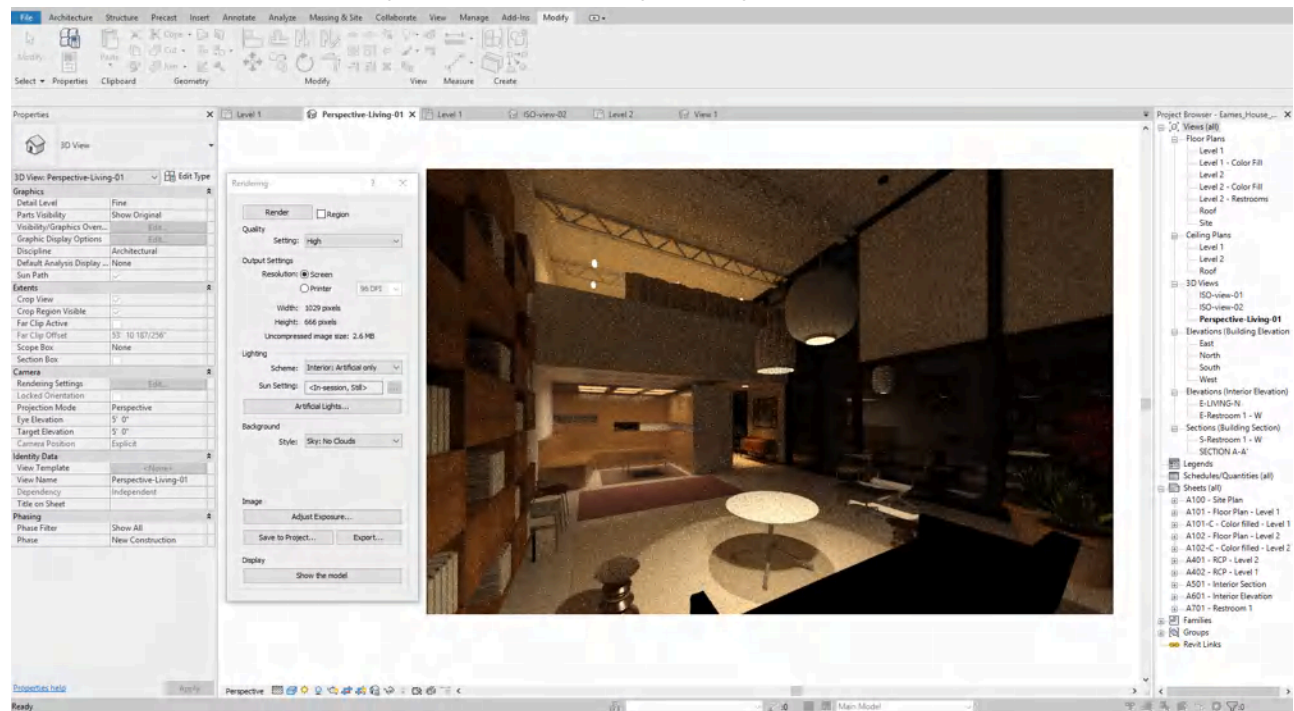 File Architecture Structure Precast Insert Annotate Analyze Massing & Site Collaborate View Manage Add-Ins Modify
Modify Paste Cope
Cut
Join
Select Properties Clipboard Geometry Modify View Measure Create
Properties
Level 1 Perspective-Living-01 Level 1 ISO-view-02 Level 2 View 1
Project Browser - Eames_House_...
3D View
3D View: Perspective-Living-01 Edit Type
Graphics
Detail Level Fine
Parts Visibility Show Original
Visibility/Graphics Overr... Edit...
Graphic Display Options Edit...
Discipline Architectural
Default Analysis Display ... None
Sun Path
Extents
Crop View
Crop Region Visible
Far Clip Active
Far Clip Offset 53' 10 187/256"
Scope Box None
Section Box
Camera
Rendering Settings Edit...
Locked Orientation
Projection Mode Perspective
Eye Elevation 5' 0"
Target Elevation 5' 0"
Camera Position Explicit
Identity Data
View Template <None>
View Name Perspective-Living-01
Dependency Independent
Title on Sheet
Phasing
Phase Filter Show All
Phase New Construction
Properties help Apply
Rendering ? X
Render Region
Quality
Setting: High
Output Settings
Resolution: Screen
Printer 96 DPI
Width: 1029 pixels
Height: 666 pixels
Uncompressed image size: 2.6 MB
Lighting
Scheme: Interior: Artificial only
Sun Setting: <In-session, Still>
Artificial Lights...
Background
Style: Sky: No Clouds
Image
Adjust Exposure...
Save to Project... Export...
Display
Show the model
Views (all)
Floor Plans
Level 1
Level 1 - Color Fill
Level 2
Level 2 - Color Fill
Level 2 - Restrooms
Roof
Site
Ceiling Plans
Level 1
Level 2
Roof
3D Views
ISO-view-01
ISO-view-02
Perspective-Living-01
Elevations (Building Elevation
East
North
South
West
Elevations (Interior Elevation)
E-LIVING-N
E-Restroom 1 - W
Sections (Building Section)
S-Restroom 1 - W
SECTION A-A'
Legends
Schedules/Quantities (all)
Sheets (all)
A100 - Site Plan
A101 - Floor Plan - Level 1
A101-C - Color filled - Level 1
A102 - Floor Plan - Level 2
A102-C - Color filled - Level 2
A401 - RCP - Level 2
A402 - RCP - Level 1
A501 - Interior Section
A601 - Interior Elevation
A701 - Restroom 1
Families
Groups
Revit Links
Perspective
Ready :0 Main Model :0